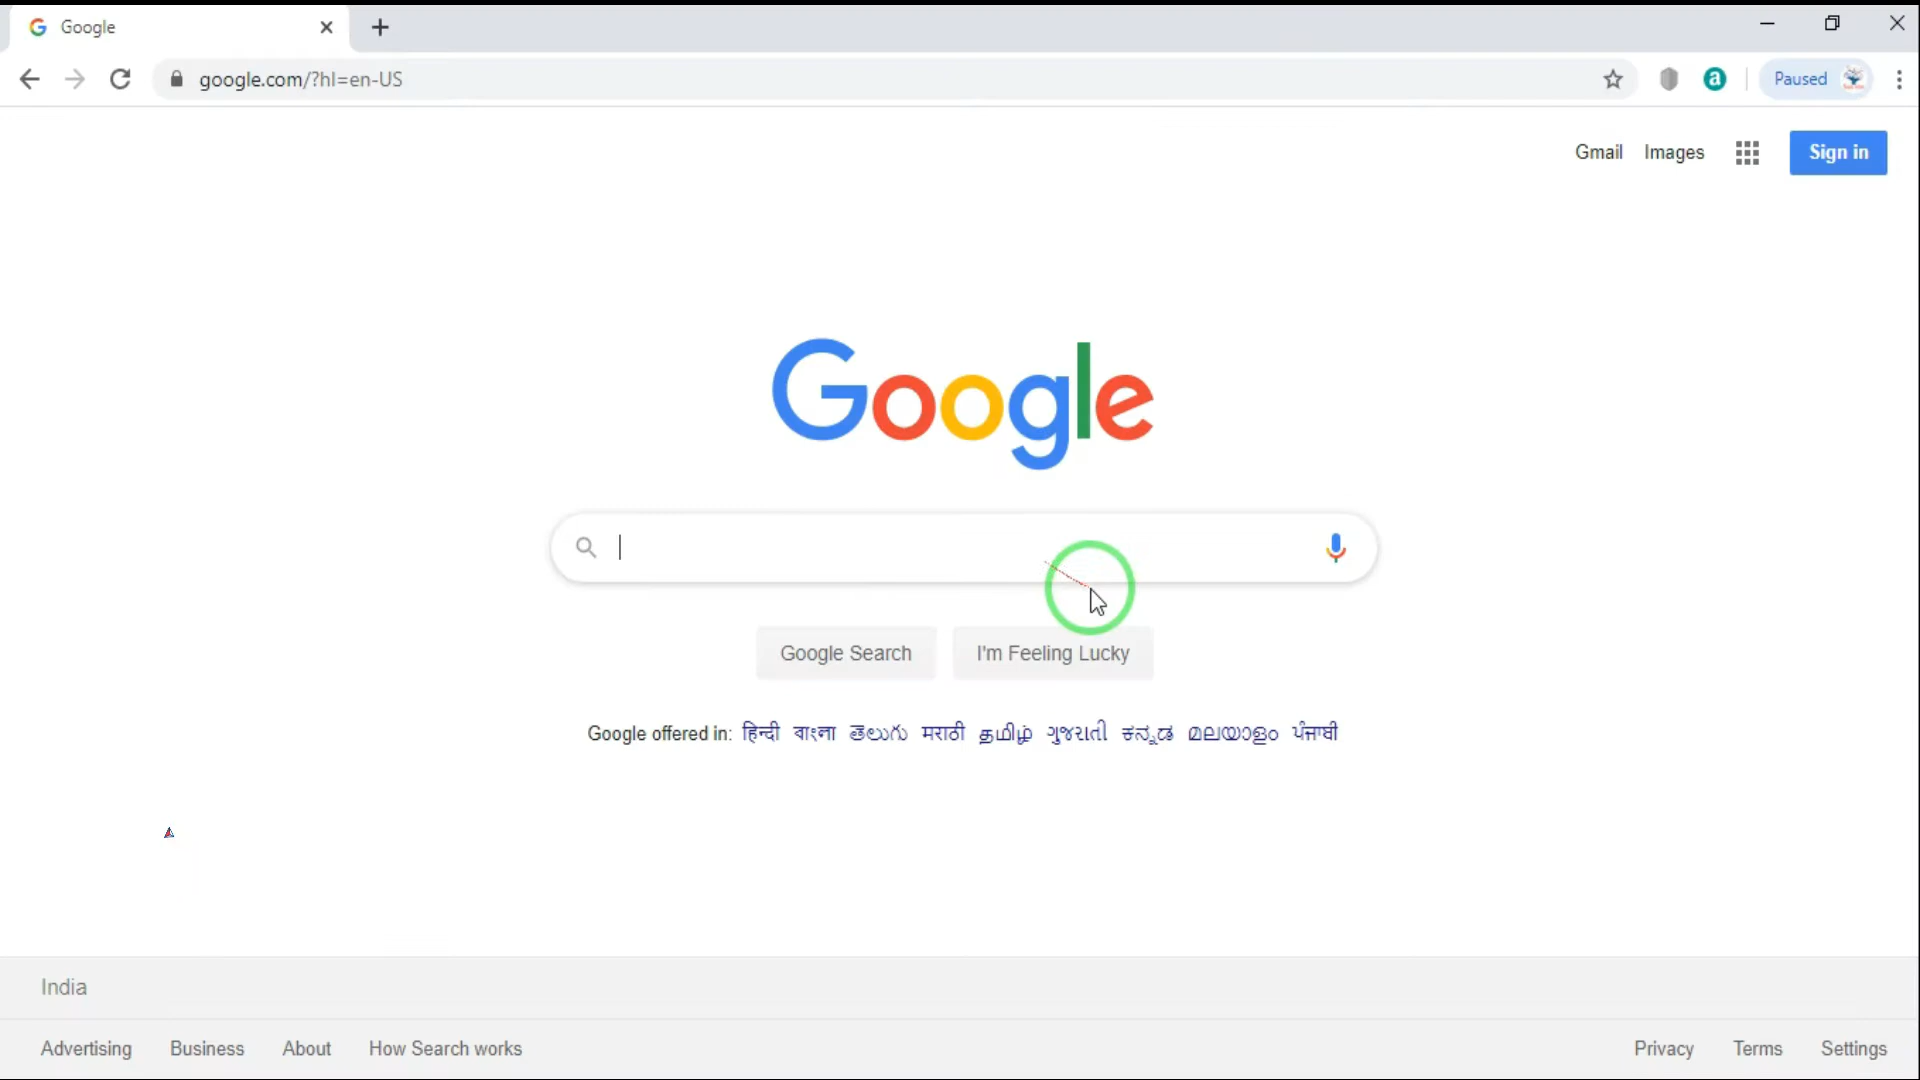 Google
google.com/?hl=en-US
Paused
Gmail Images Sign in
Google
Google Search I'm Feeling Lucky
Google offered in: हिन्दी বাংলা తెలుగు मराठी தமிழ் ગુજરાતી ಕನ್ನಡ മലയാളം ਪੰਜਾਬੀ
India
Advertising Business About How Search works Privacy Terms Settings